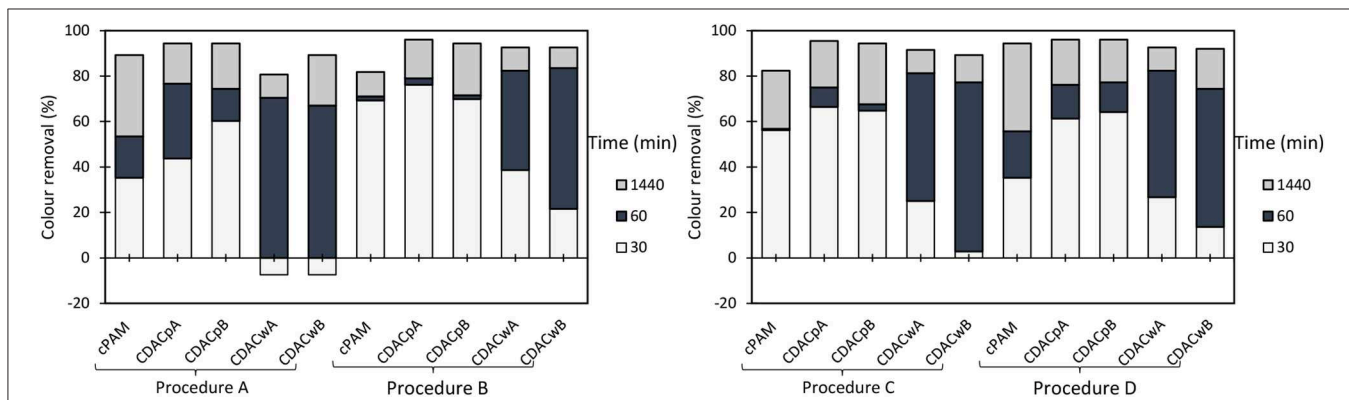 100
80
60
40
20
0
-20
Colour removal (%)
cPAM
CDACpA
CDACpB
CDACwA
CDACwB
cPAM
CDACpA
CDACpB
CDACwA
CDACwB
Procedure A
Procedure B
Time (min)
1440
60
30
100
80
60
40
20
0
-20
Colour removal (%)
cPAM
CDACpA
CDACpB
CDACwA
CDACwB
cPAM
CDACpA
CDACpB
CDACwA
CDACwB
Procedure C
Procedure D
Time (min)
1440
60
30